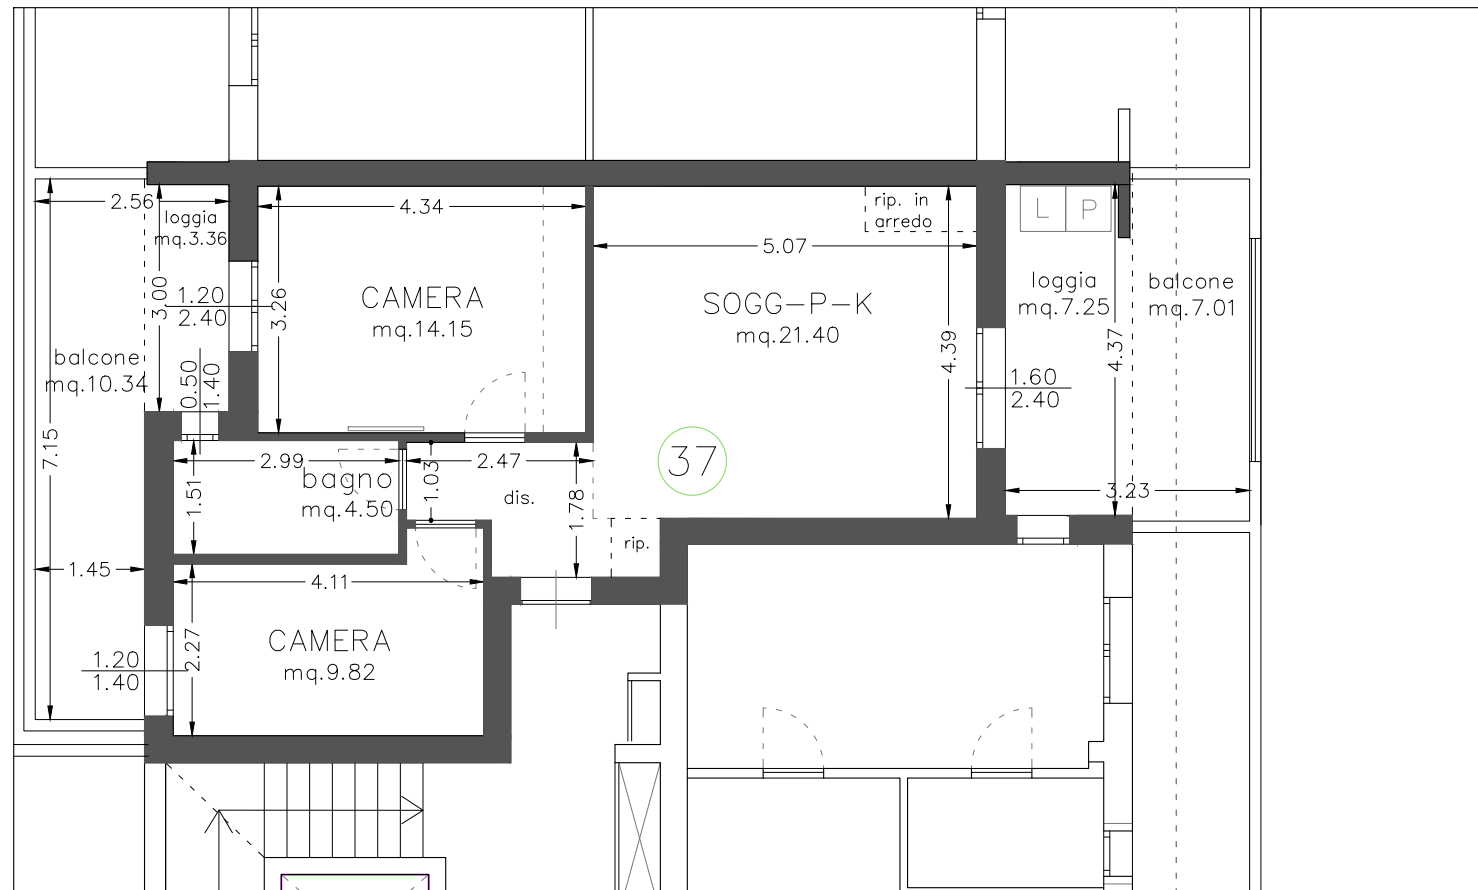 2.56
loggia
mq.3.36
3.00
1.20
2.40
0.50
1.40
balcone
mq.10.34
7.15
1.45
4.34
3.26
CAMERA
mq.14.15
rip. in
arredo
5.07
SOGG-P-K
mq.21.40
4.39
37
L P
loggia
mq.7.25
4.37
balcone
mq.7.01
1.60
2.40
3.23
2.99
1.51
bagno
mq.4.50
1.03
2.47
dis.
1.78
rip.
4.11
2.27
CAMERA
mq.9.82
1.20
1.40